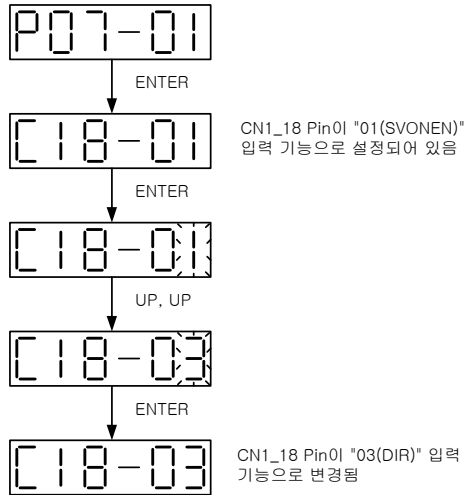 P07-01
ENTER
C18-01
CN1_18 Pin이 "01(SVONEN)"
입력 기능으로 설정되어 있음
ENTER
C18-01
UP, UP
C18-03
ENTER
C18-03
CN1_18 Pin이 "03(DIR)" 입력
기능으로 변경됨